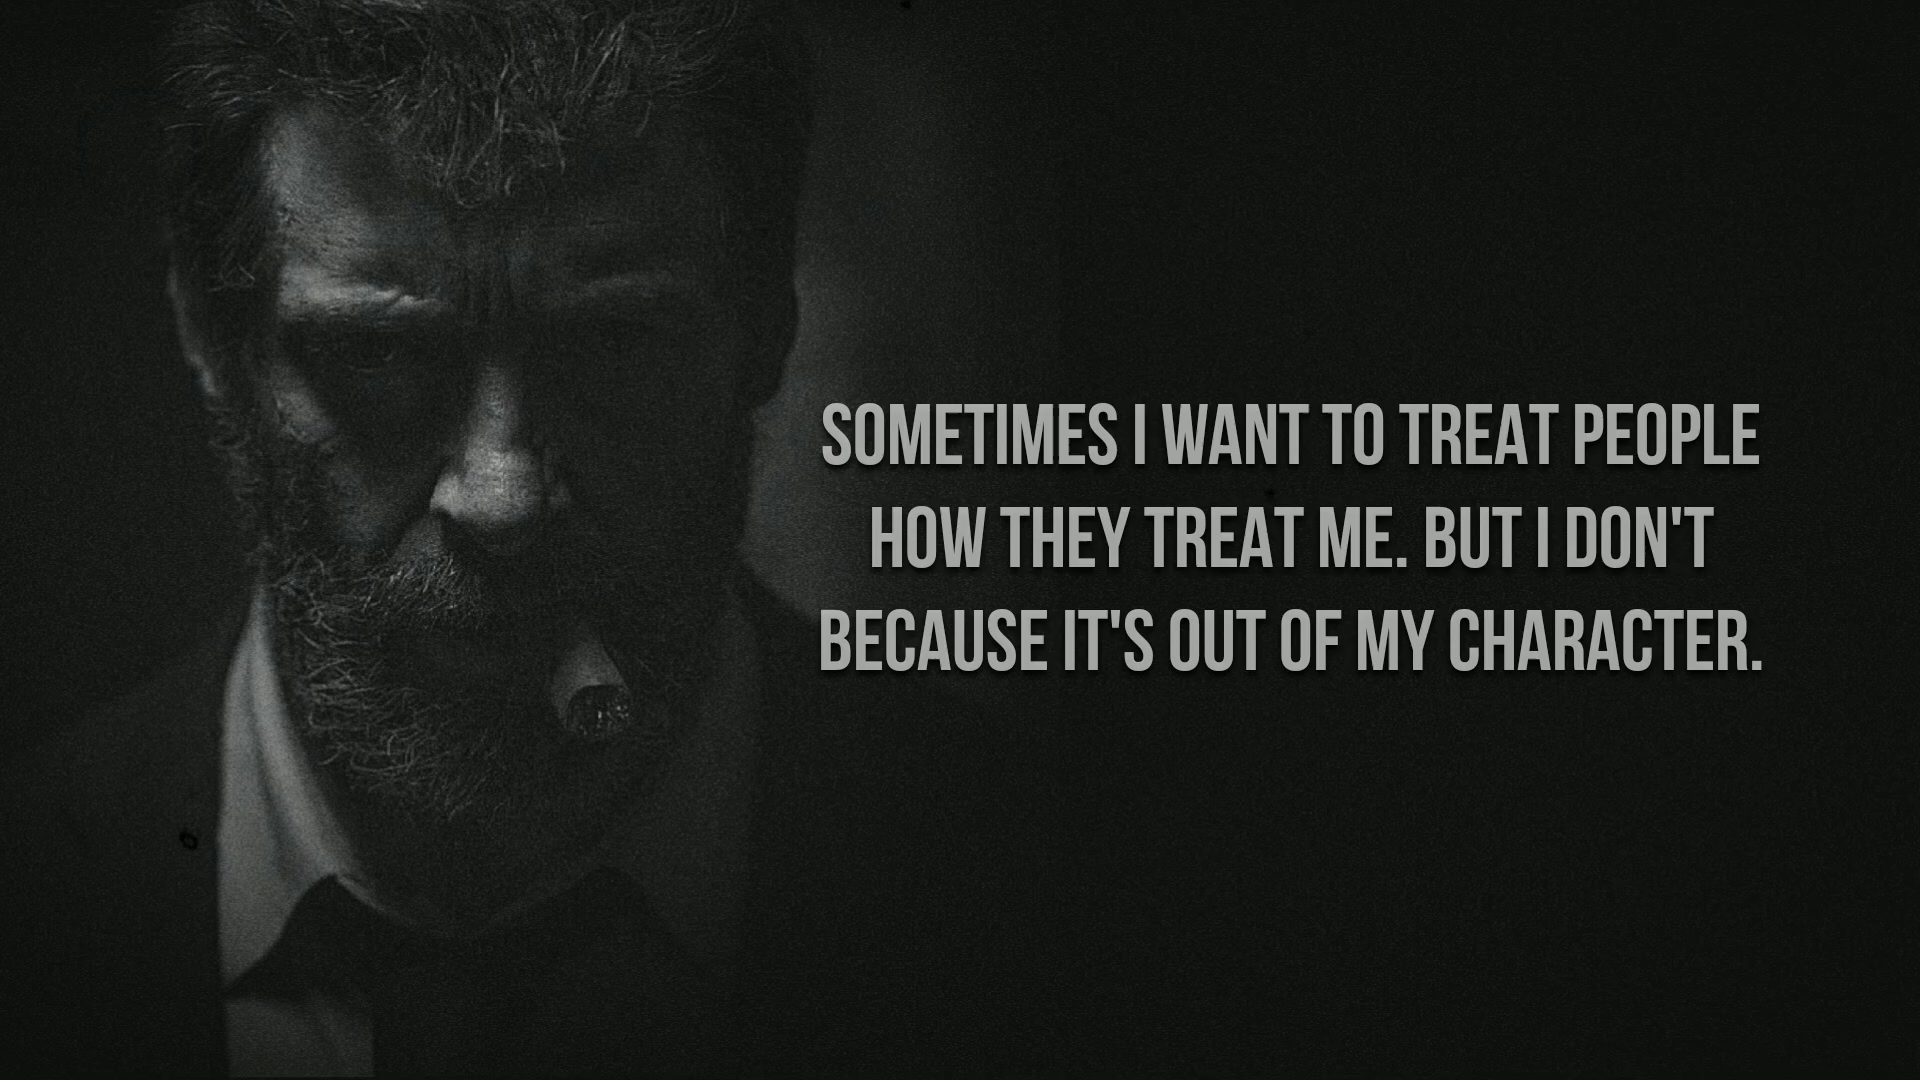 SOMETIMES I WANT TO TREAT PEOPLE
HOW THEY TREAT ME. BUT I DON'T
BECAUSE IT'S OUT OF MY CHARACTER.